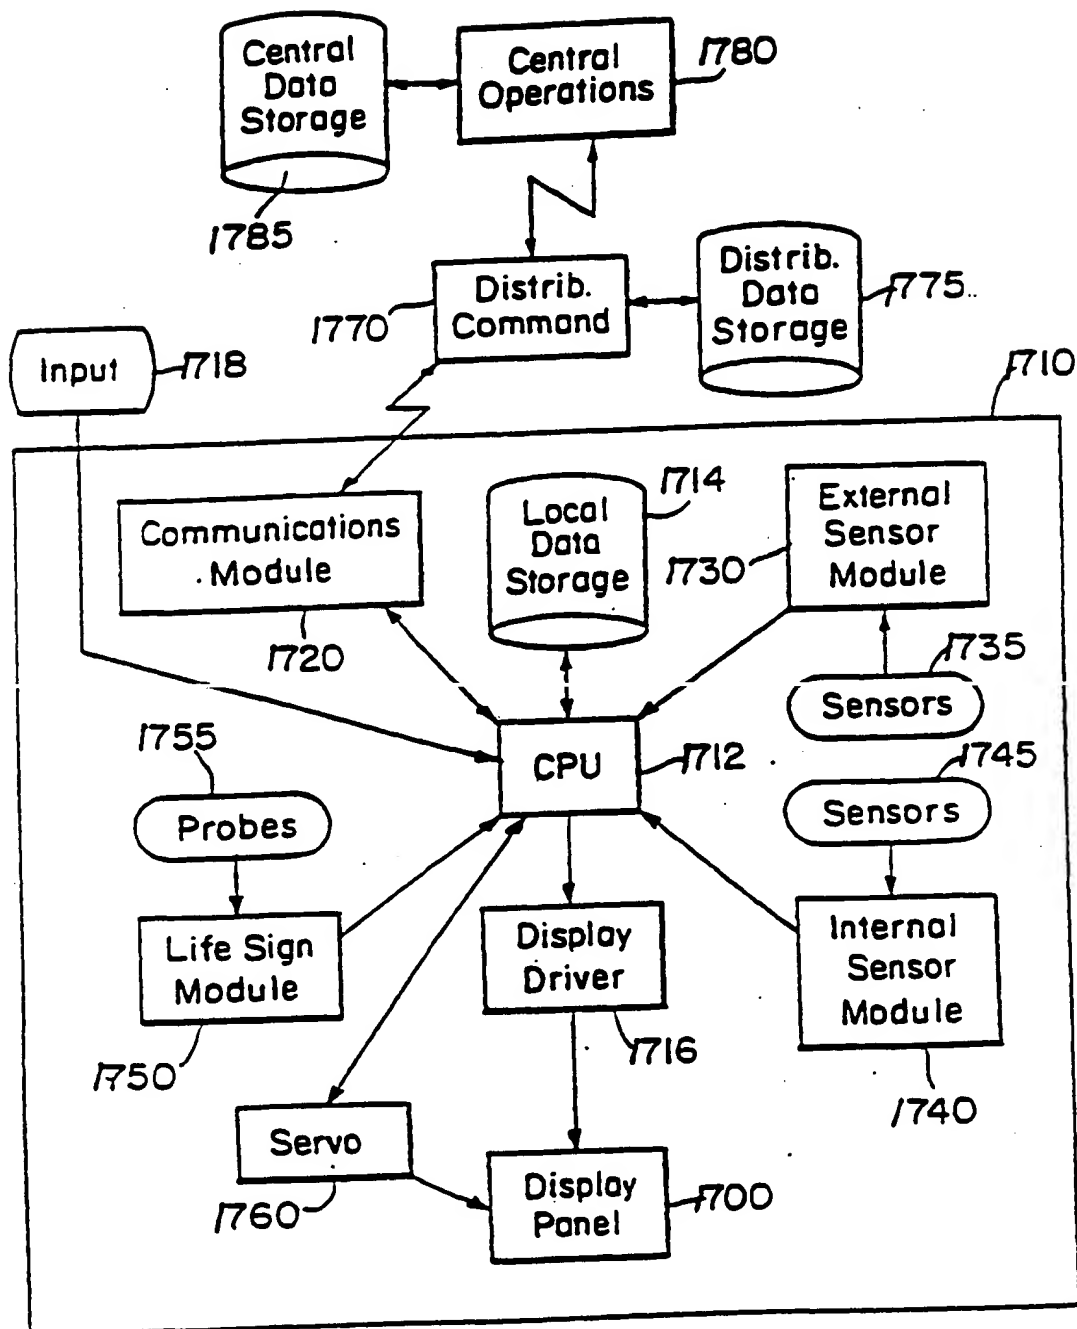 Central
Data
Storage
1785
Central
Operations
1780
Distrib.
Command
1770
Distrib.
Data
Storage
1775
Input
1718
1710
Communications
Module
1720
Local
Data
Storage
1714
External
Sensor
Module
1730
Sensors
1735
CPU
1712
Probes
1755
Sensors
1745
Life Sign
Module
1750
Display
Driver
1716
Internal
Sensor
Module
1740
Servo
1760
Display
Panel
1700